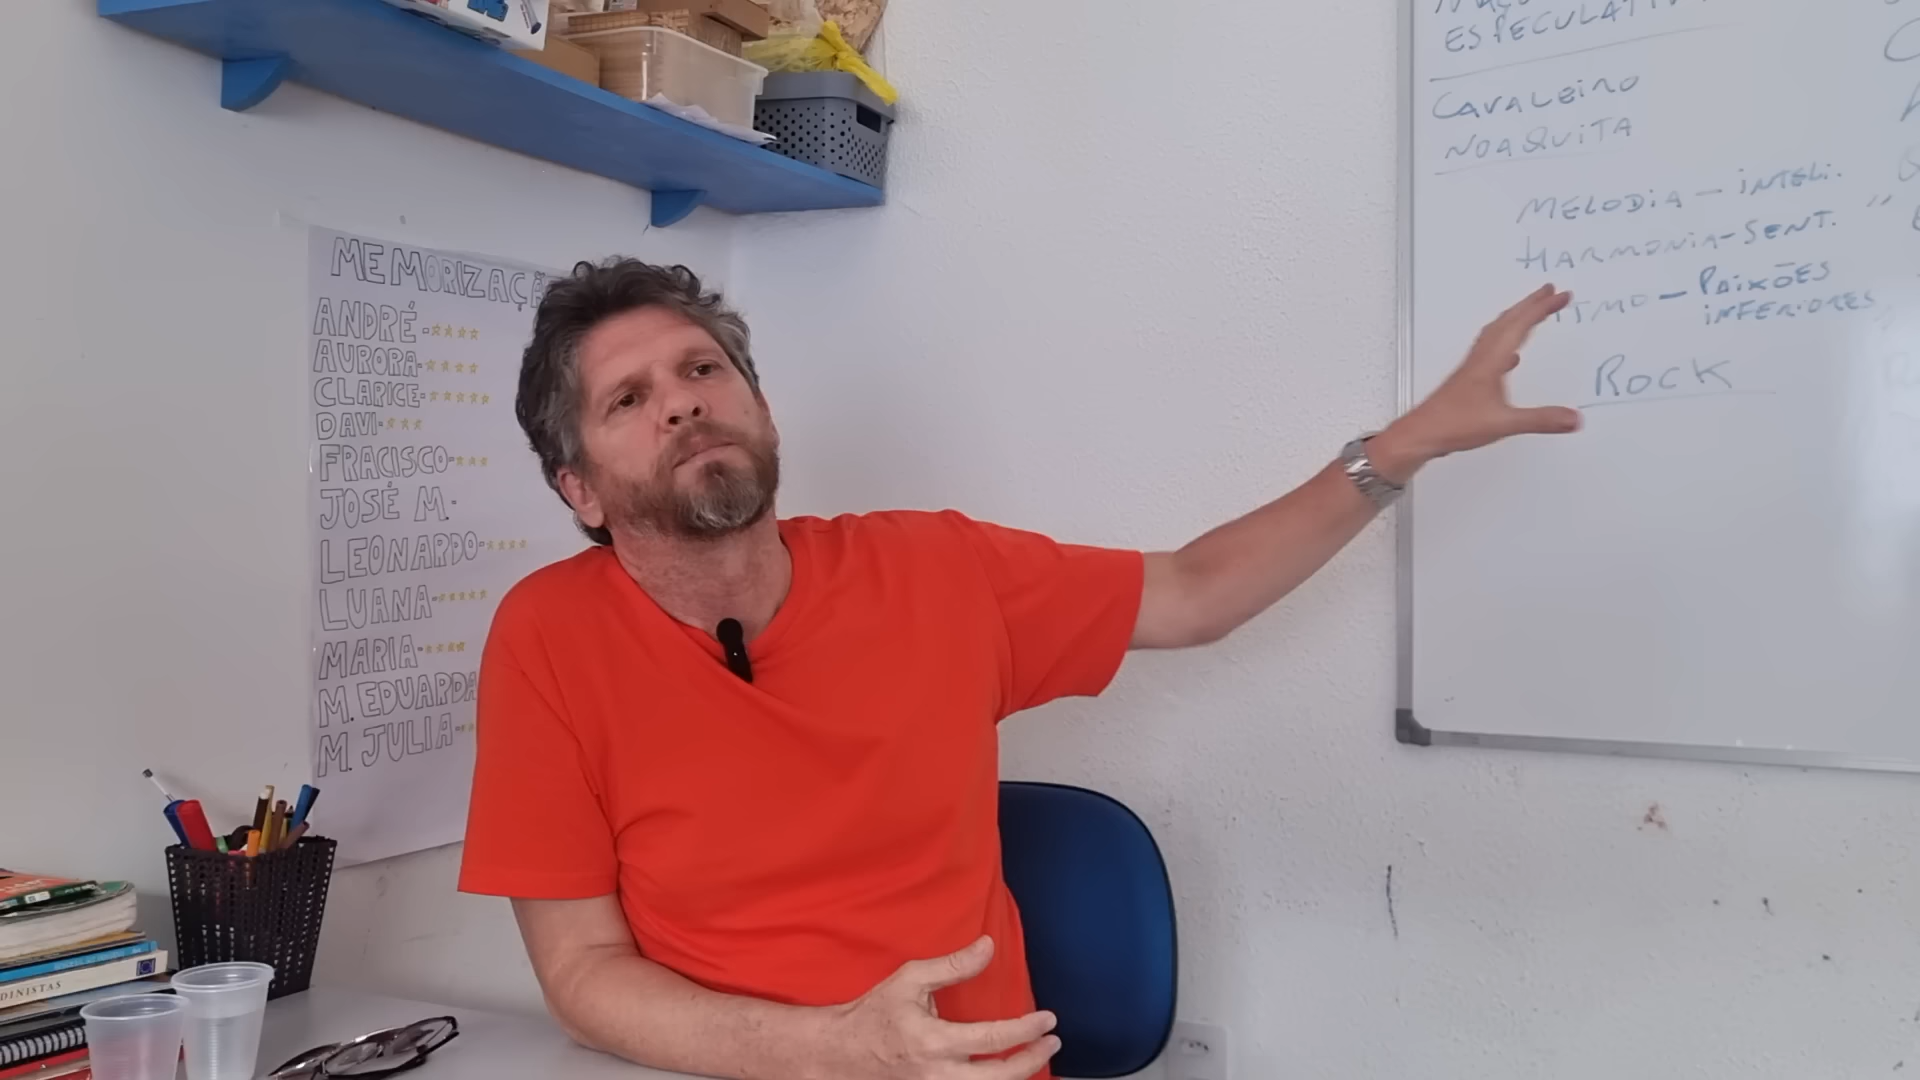 MEMORIZAÇÃ
ANDRÉ-
AURORA-
CLARICE-
DAVI-
FRACISCO-
JOSÉ M.-
LEONARDO-
LUANA-
MARIA-
M. EDUARDA
M. JULIA-
DINISTAS
CAVALEIRO
NOAQUITA
MELODIA - INTELI.
HARMONIA-SENT. "
TMO - PAIXÕES
INFERIORES
ROCK